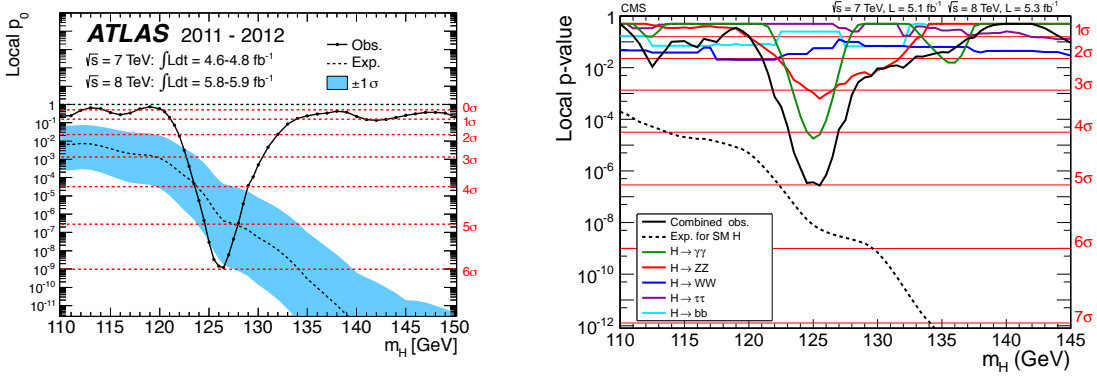 ATLAS 2011 - 2012
√s = 7 TeV: ∫Ldt = 4.6-4.8 fb⁻¹
√s = 8 TeV: ∫Ldt = 5.8-5.9 fb⁻¹
Obs.
Exp.
±1 σ
Local p₀
1
10⁻¹
10⁻²
10⁻³
10⁻⁴
10⁻⁵
10⁻⁶
10⁻⁷
10⁻⁸
10⁻⁹
10⁻¹⁰
10⁻¹¹
0σ
1σ
2σ
3σ
4σ
5σ
6σ
110 115 120 125 130 135 140 145 150
m_H [GeV]
CMS √s = 7 TeV, L = 5.1 fb⁻¹ √s = 8 TeV, L = 5.3 fb⁻¹
Local p-value
1
10⁻²
10⁻⁴
10⁻⁶
10⁻⁸
10⁻¹⁰
10⁻¹²
1σ
2σ
3σ
4σ
5σ
6σ
7σ
Combined obs.
Exp. for SM H
H → γγ
H → ZZ
H → WW
H → ττ
H → bb
110 115 120 125 130 135 140 145
m_H (GeV)